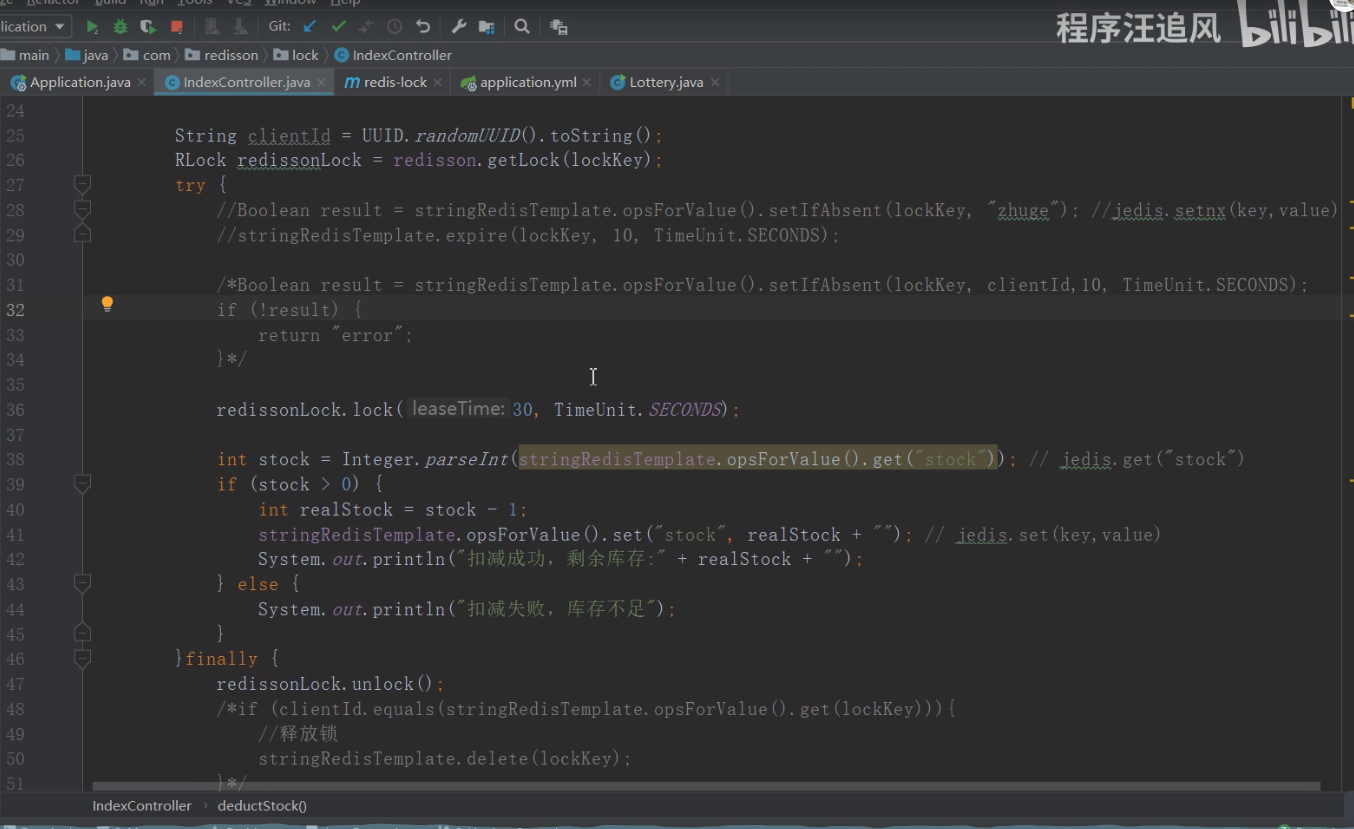 Refactor Build Run Tools VCS Window Help
lication Git:
程序汪追风 bilibili
main java com redisson lock IndexController
Application.java IndexController.java redis-lock application.yml Lottery.java
24
25 String clientId = UUID.randomUUID().toString();
26 RLock redissonLock = redisson.getLock(lockKey);
27 try {
28 //Boolean result = stringRedisTemplate.opsForValue().setIfAbsent(lockKey, "zhuge"); //jedis.setnx(key,value)
29 //stringRedisTemplate.expire(lockKey, 10, TimeUnit.SECONDS);
30
31 /*Boolean result = stringRedisTemplate.opsForValue().setIfAbsent(lockKey, clientId,10, TimeUnit.SECONDS);
32 if (!result) {
33 return "error";
34 }*/
35
36 redissonLock.lock( leaseTime: 30, TimeUnit.SECONDS);
37
38 int stock = Integer.parseInt(stringRedisTemplate.opsForValue().get("stock")); // jedis.get("stock")
39 if (stock > 0) {
40 int realStock = stock - 1;
41 stringRedisTemplate.opsForValue().set("stock", realStock + ""); // jedis.set(key,value)
42 System.out.println("扣减成功，剩余库存:" + realStock + "");
43 } else {
44 System.out.println("扣减失败，库存不足");
45 }
46 }finally {
47 redissonLock.unlock();
48 /*if (clientId.equals(stringRedisTemplate.opsForValue().get(lockKey))){
49 //释放锁
50 stringRedisTemplate.delete(lockKey);
51 }*/
IndexController › deductStock()